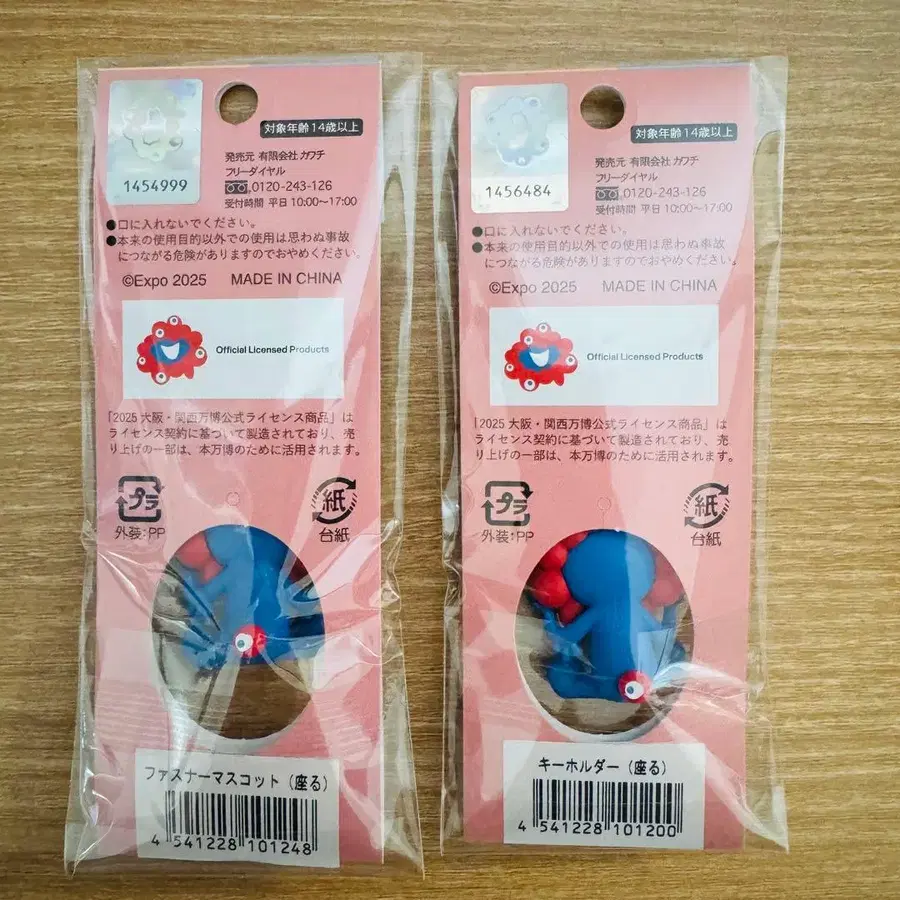 1454999
対象年齢14歳以上
発売元 有限会社 カワチ
フリーダイヤル
0120-243-126
受付時間 平日 10:00〜17:00
●口に入れないでください。
●本来の使用目的以外での使用は思わぬ事故
につながる危険がありますのでおやめください。
©Expo 2025 MADE IN CHINA
Official Licensed Products
「2025 大阪・関西万博公式ライセンス商品」は
ライセンス契約に基づいて製造されており、売
り上げの一部は、本万博のために活用されます。
プラ
外装:PP
紙
台紙
ファスナーマスコット（座る）
4 541228 101248
1456484
対象年齢14歳以上
発売元 有限会社 カワチ
フリーダイヤル
0120-243-126
受付時間 平日 10:00〜17:00
●口に入れないでください。
●本来の使用目的以外での使用は思わぬ事故
につながる危険がありますのでおやめください。
©Expo 2025 MADE IN CHINA
Official Licensed Products
「2025 大阪・関西万博公式ライセンス商品」は
ライセンス契約に基づいて製造されており、売
り上げの一部は、本万博のために活用されます。
プラ
外装:PP
紙
台紙
キーホルダー（座る）
4 541228 101200